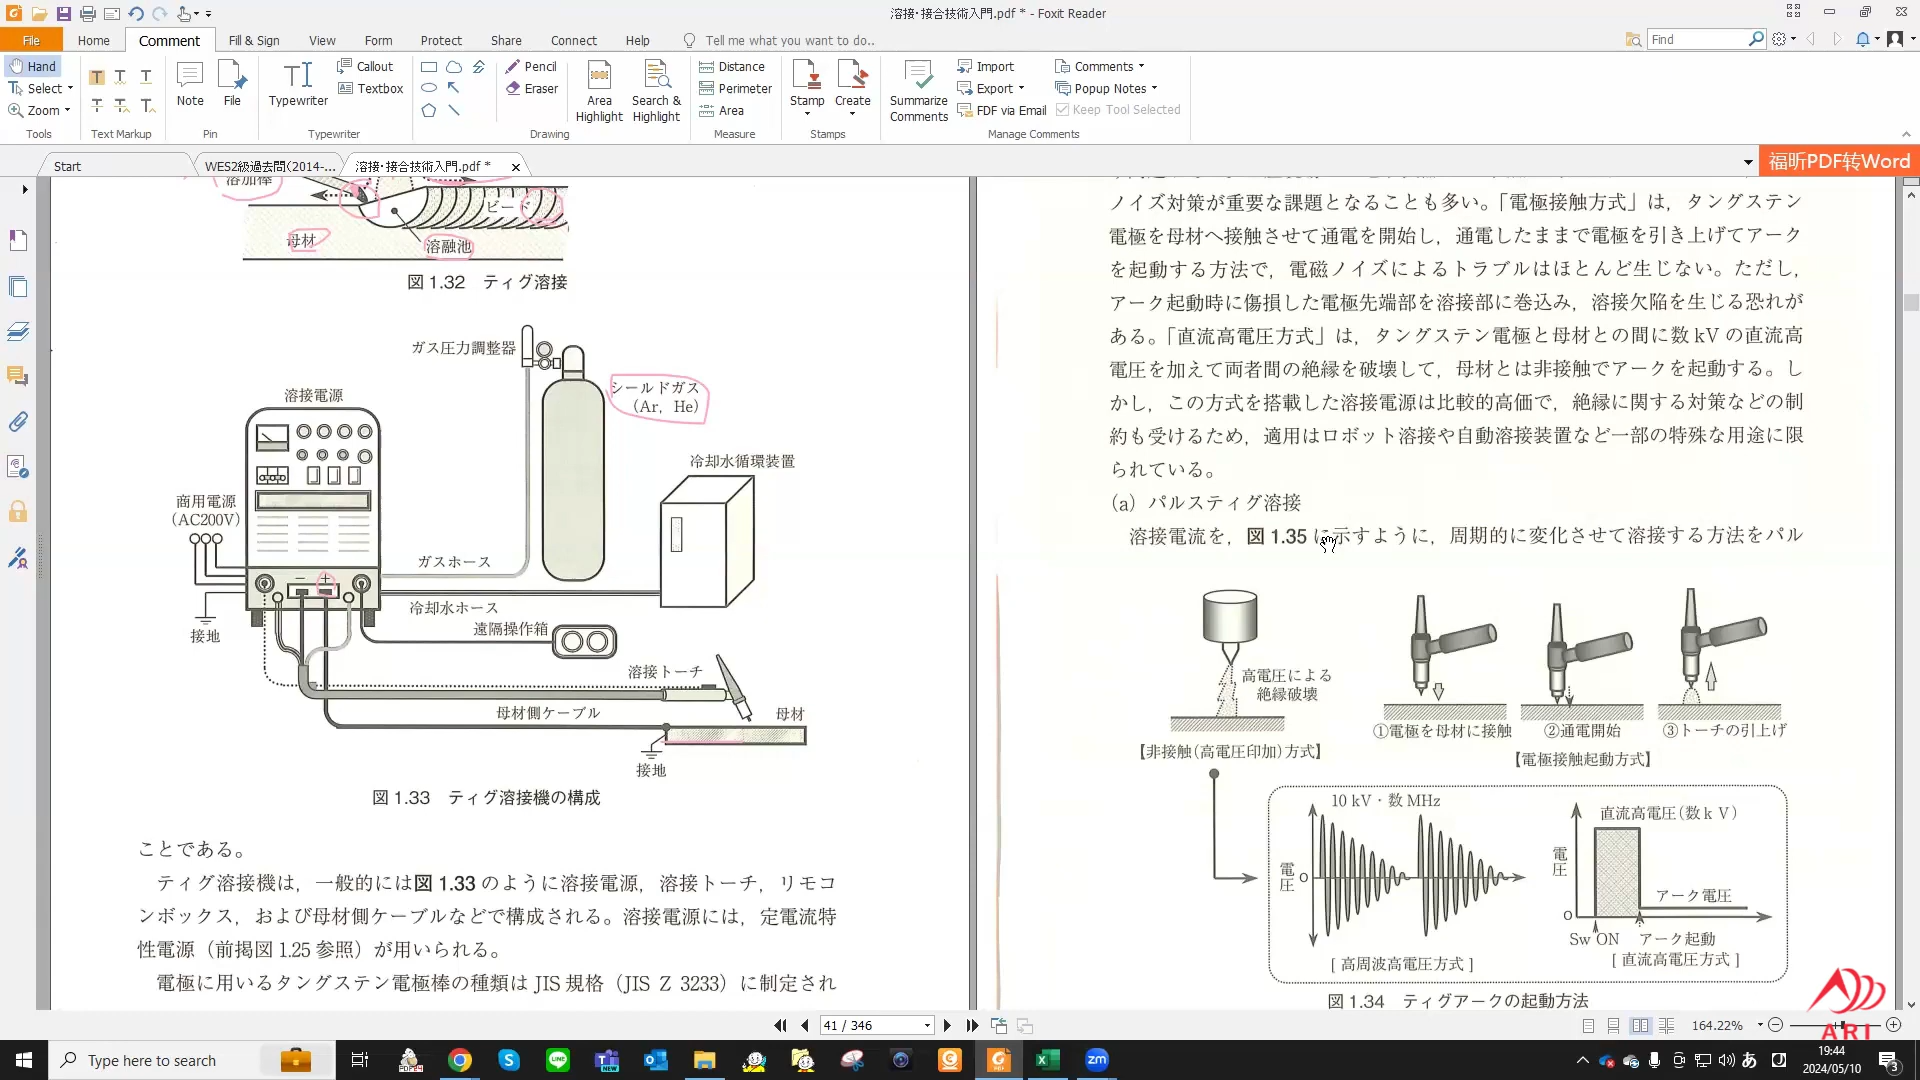 溶接・接合技術入門.pdf * - Foxit Reader
File
Home
Comment
Fill & Sign
View
Form
Protect
Share
Connect
Help
Tell me what you want to do..
Find
Hand
Select
Zoom
Tools
Text Markup
Note
File
Pin
Typewriter
Callout
Textbox
Typewriter
Pencil
Eraser
Area Highlight
Search & Highlight
Drawing
Distance
Perimeter
Area
Measure
Stamp
Create
Stamps
Summarize Comments
Import
Export
FDF via Email
Comments
Popup Notes
Keep Tool Selected
Manage Comments
Start
WES2級過去問(2014-...
溶接・接合技術入門.pdf *
福昕PDF转Word
溶加棒
ビード
母材
溶融池
図 1.32 ティグ溶接
ガス圧力調整器
シールドガス
(Ar, He)
溶接電源
冷却水循環装置
商用電源
(AC200V)
ガスホース
− +
冷却水ホース
接地
遠隔操作箱
溶接トーチ
母材側ケーブル
母材
接地
図 1.33 ティグ溶接機の構成
ことである。
ティグ溶接機は，一般的には図 1.33 のように溶接電源，溶接トーチ，リモコ
ンボックス，および母材側ケーブルなどで構成される。溶接電源には，定電流特
性電源（前掲図 1.25 参照）が用いられる。
電極に用いるタングステン電極棒の種類は JIS 規格（JIS Z 3233）に制定され
ノイズ対策が重要な課題となることも多い。「電極接触方式」は，タングステン
電極を母材へ接触させて通電を開始し，通電したままで電極を引き上げてアーク
を起動する方法で，電磁ノイズによるトラブルはほとんど生じない。ただし，
アーク起動時に傷損した電極先端部を溶接部に巻込み，溶接欠陥を生じる恐れが
ある。「直流高電圧方式」は，タングステン電極と母材との間に数 kV の直流高
電圧を加えて両者間の絶縁を破壊して，母材とは非接触でアークを起動する。し
かし，この方式を搭載した溶接電源は比較的高価で，絶縁に関する対策などの制
約も受けるため，適用はロボット溶接や自動溶接装置など一部の特殊な用途に限
られている。
(a) パルスティグ溶接
溶接電流を，図 1.35 に示すように，周期的に変化させて溶接する方法をパル
高電圧による
絶縁破壊
【非接触(高電圧印加)方式】
①電極を母材に接触
②通電開始
③トーチの引上げ
【電極接触起動方式】
10 kV・数 MHz
電圧
0
[ 高周波高電圧方式 ]
直流高電圧(数ｋＶ)
電圧
アーク電圧
0
Sw ON アーク起動
[ 直流高電圧方式 ]
図 1.34 ティグアークの起動方法
ARI
41 / 346
164.22%
Type here to search
19:44
2024/05/10
3